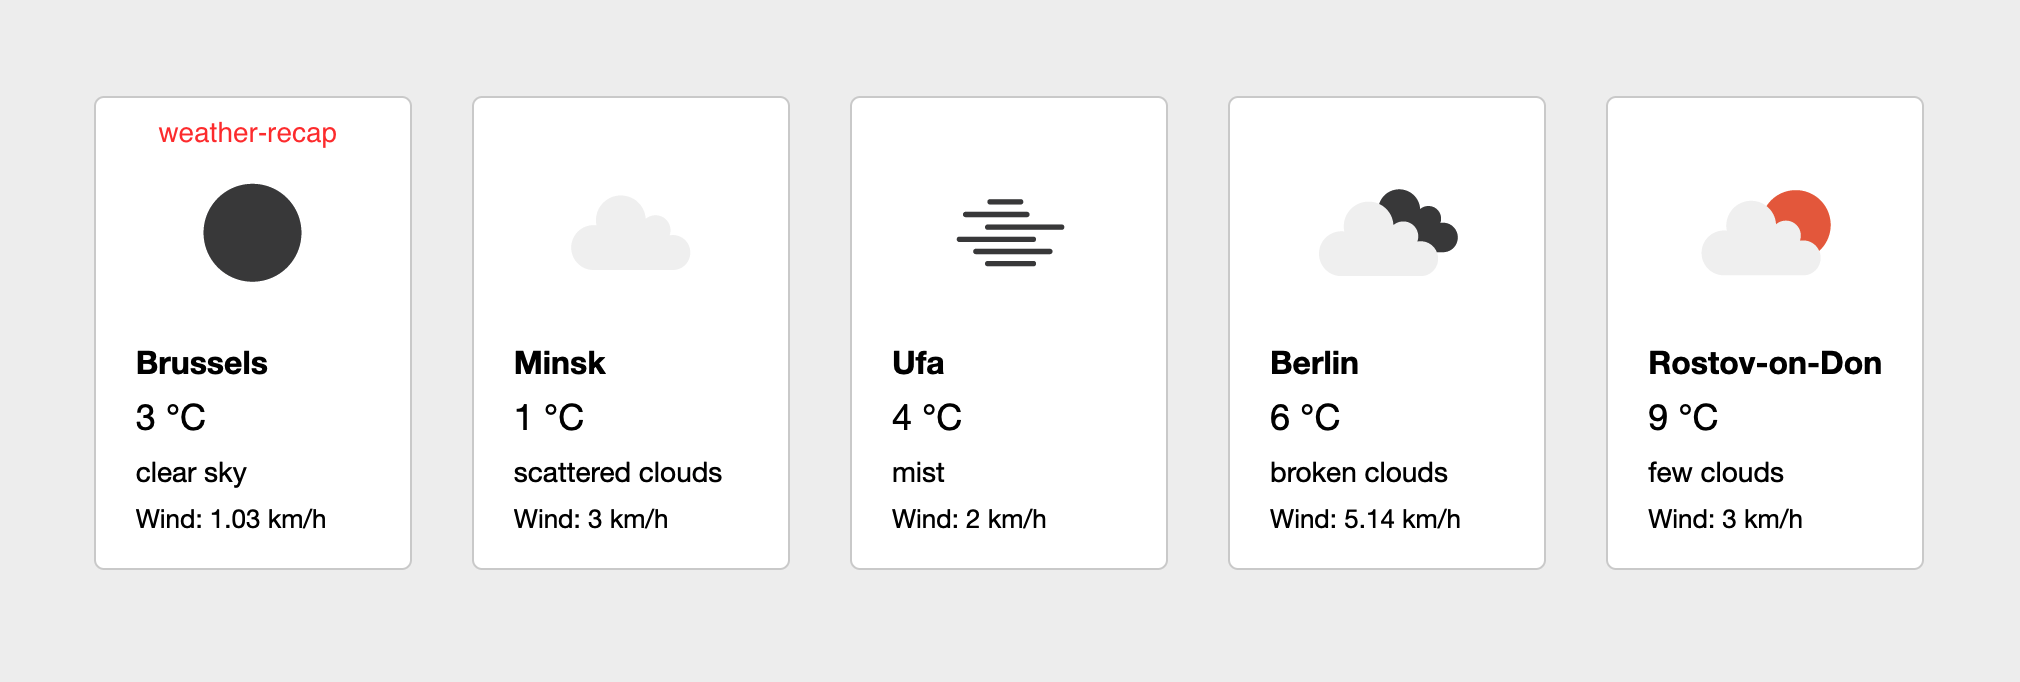 weather-recap
Brussels
3 °C
clear sky
Wind: 1.03 km/h
Minsk
1 °C
scattered clouds
Wind: 3 km/h
Ufa
4 °C
mist
Wind: 2 km/h
Berlin
6 °C
broken clouds
Wind: 5.14 km/h
Rostov-on-Don
9 °C
few clouds
Wind: 3 km/h